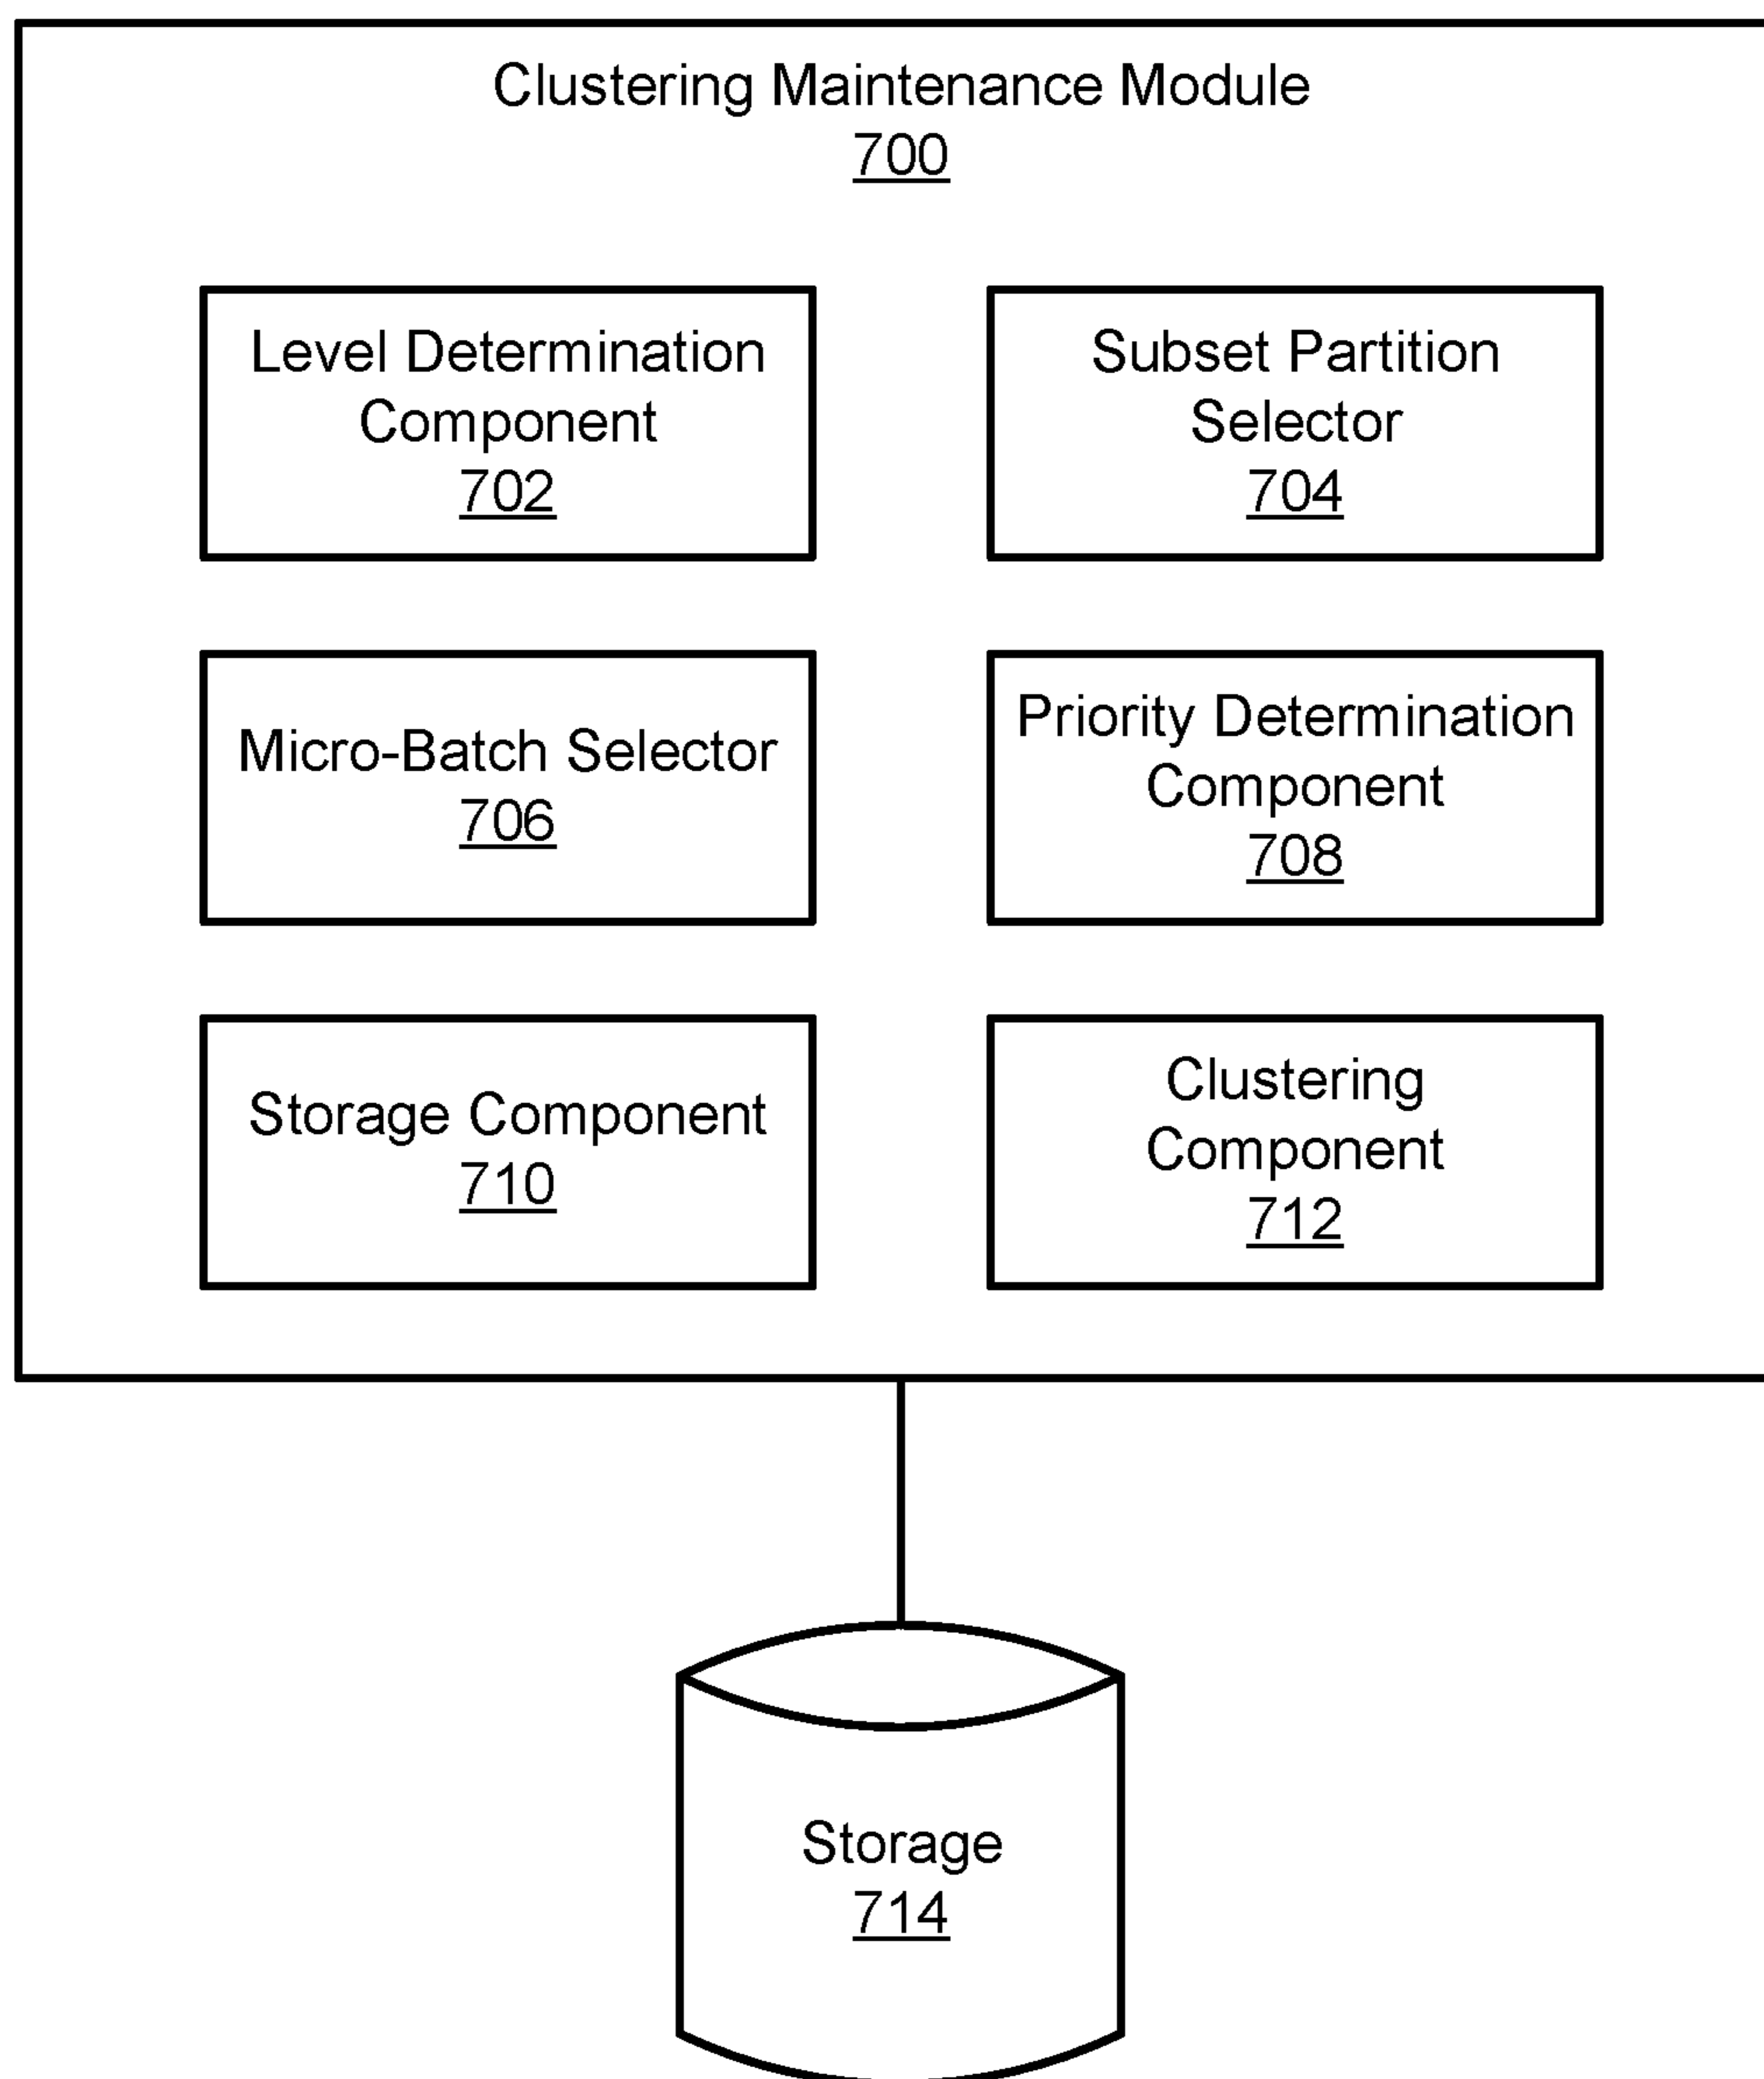 Clustering Maintenance Module
700
Level Determination
Component
702
Subset Partition
Selector
704
Micro-Batch Selector
706
Priority Determination
Component
708
Storage Component
710
Clustering
Component
712
Storage
714